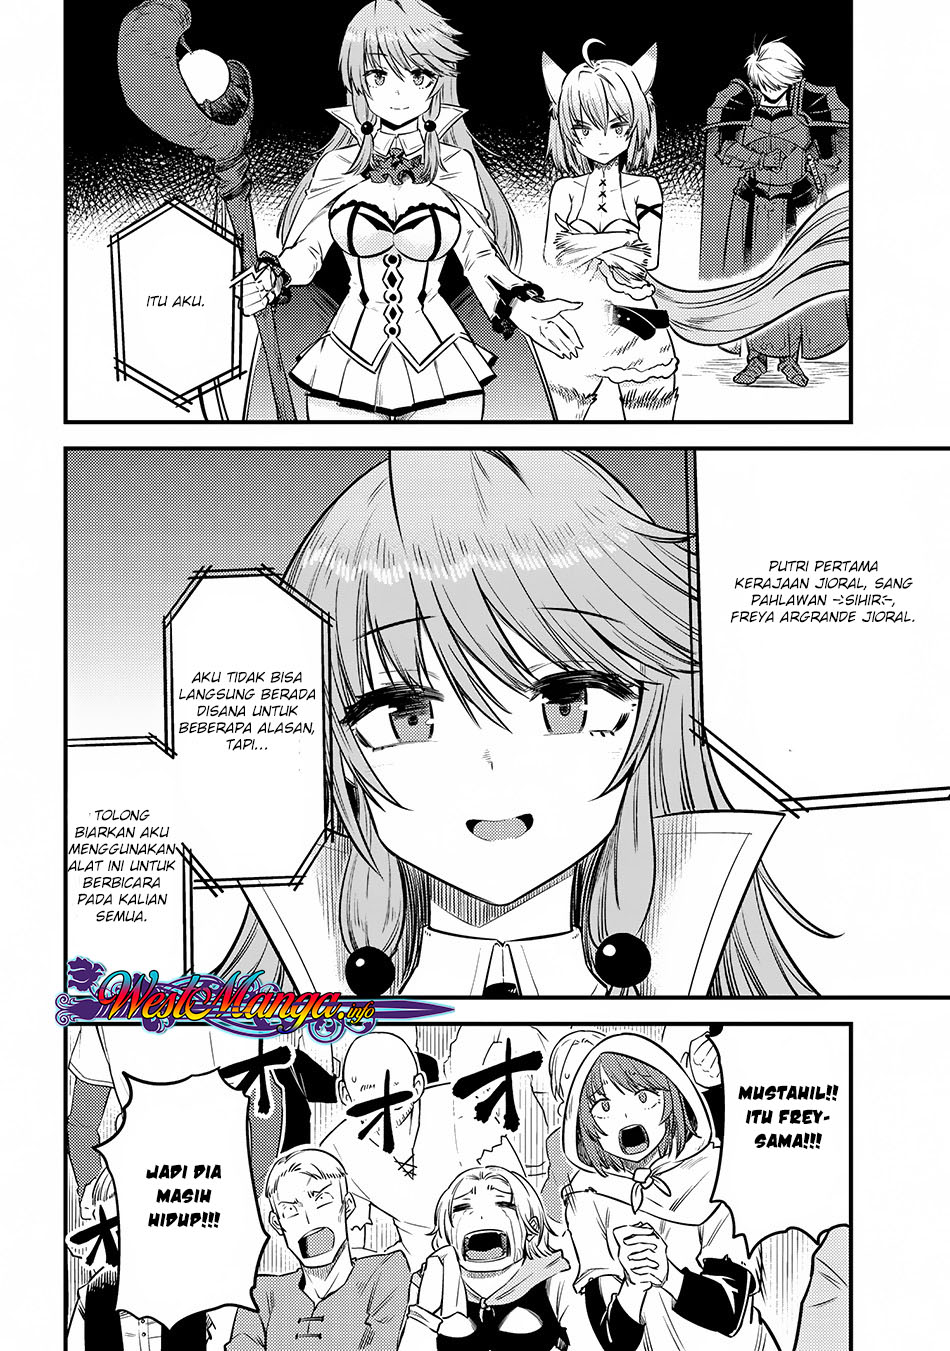 ITU AKU.
PUTRI PERTAMA
KERAJAAN JIORAL, SANG
PAHLAWAN -:SIHIR:-,
FREYA ARGRANDE JIORAL.
AKU TIDAK BISA
LANGSUNG BERADA
DISANA UNTUK
BEBERAPA ALASAN,
TAPI...
TOLONG
BIARKAN AKU
MENGGUNAKAN
ALAT INI UNTUK
BERBICARA
PADA KALIAN
SEMUA.
WESTMANGA.info
MUSTAHIL!!
ITU FREY-
SAMA!!!
オオオ
JADI DIA
MASIH
HIDUP!!!